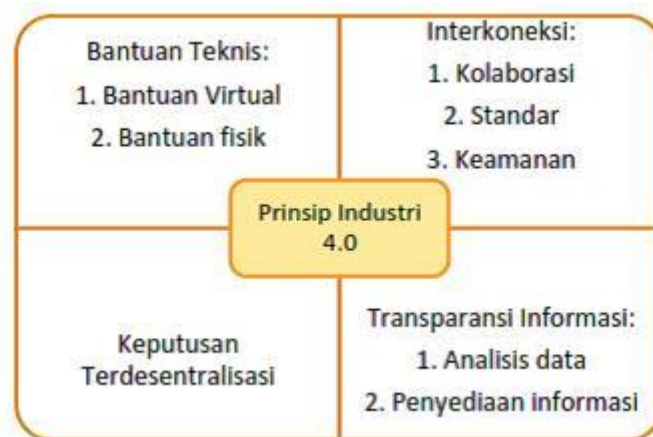 Bantuan Teknis:
1. Bantuan Virtual
2. Bantuan fisik
Interkoneksi:
1. Kolaborasi
2. Standar
3. Keamanan
Prinsip Industri
4.0
Keputusan
Terdesentralisasi
Transparansi Informasi:
1. Analisis data
2. Penyediaan informasi